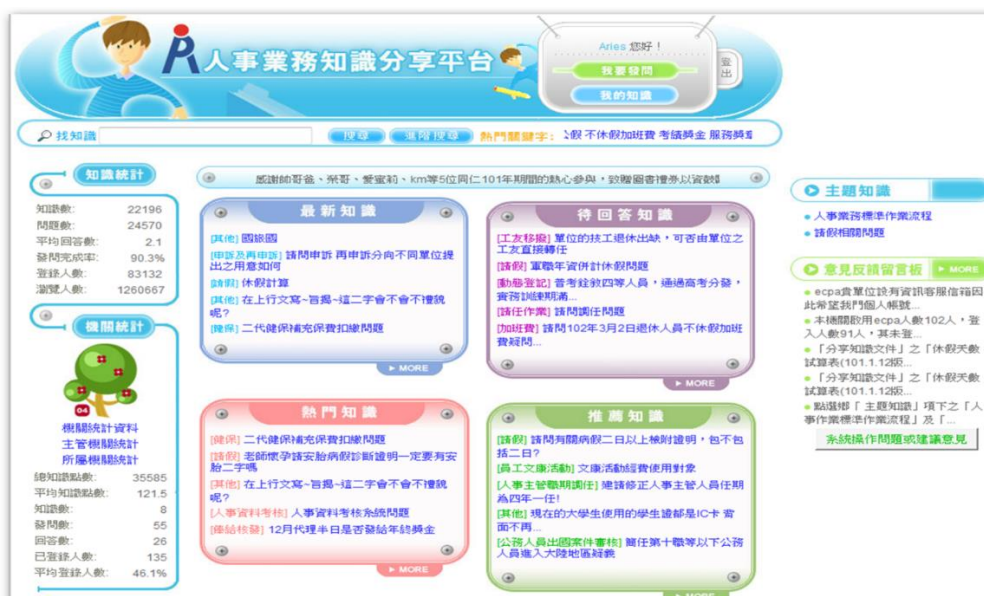 人事業務知識分享平台
Aries 您好！
我要發問
我的知識
登出
找知識
搜尋
進階搜尋
熱門關鍵字：
假 不休假加班費 考績獎金 服務獎章
知識統計
知識數: 22196
問題數: 24570
平均回答數: 2.1
發問完成率: 90.3%
登錄人數: 83132
瀏覽人數: 1260667
機關統計
04
機關統計資料
主管機關統計
所屬機關統計
總知識點數: 35585
平均知識點數: 121.5
知識數: 8
發問數: 55
回答數: 26
已登錄人數: 135
平均登錄人數: 46.1%
感謝帥哥爸、榮哥、愛蜜莉、km等5位同仁101年期間的熱心參與，致贈圖書禮券以資鼓勵
最新知識
[其他] 國旅國
[申訴及再申訴] 請問申訴 再申訴分向不同單位提
出之用意如何
[請假] 休假計算
[其他] 在上行文寫~旨揭~這二字會不會不禮貌
呢?
[健保] 二代健保補充保費扣繳問題
MORE
待回答知識
[工友移撥] 單位的技工退休出缺，可否由單位之
工友直接轉任
[請假] 軍職年資併計休假問題
[動態登記] 普考銓敘四等人員，通過高考分發，
實務訓練期滿...
[請任作業] 請問調任問題
[加班費] 請問102年3月2日退休人員不休假加班
費疑問...
MORE
熱門知識
[健保] 二代健保補充保費扣繳問題
[請假] 老師懷孕請安胎病假診斷證明一定要有安
胎二字嗎
[其他] 在上行文寫~旨揭~這二字會不會不禮貌
呢?
[人事資料考核] 人事資料考核系統問題
[俸給核發] 12月代理半日是否發給年終獎金
MORE
推薦知識
[請假] 請問有關病假二日以上檢附證明，包不包
括二日?
[員工文康活動] 文康活動經費使用對象
[人事主管職期調任] 建請修正人事主管人員任期
為四年一任!
[其他] 現在的大學生使用的學生證都是IC卡 背
面不再...
[公務人員出國案件審核] 簡任第十職等以下公務
人員進入大陸地區疑義
MORE
主題知識
人事業務標準作業流程
請假相關問題
意見反饋留言板
MORE
ecpa貴單位設有資訊客服信箱因
此希望我們個人帳號...
本機關啟用ecpa人數102人，登
入人數91人，其未登...
「分享知識文件」之「休假天數
試算表(101.1.12版...
「分享知識文件」之「休假天數
試算表(101.1.12版...
點選鄉「主題知識」項下之「人
事作業標準作業流程」及「...
系統操作問題或建議意見